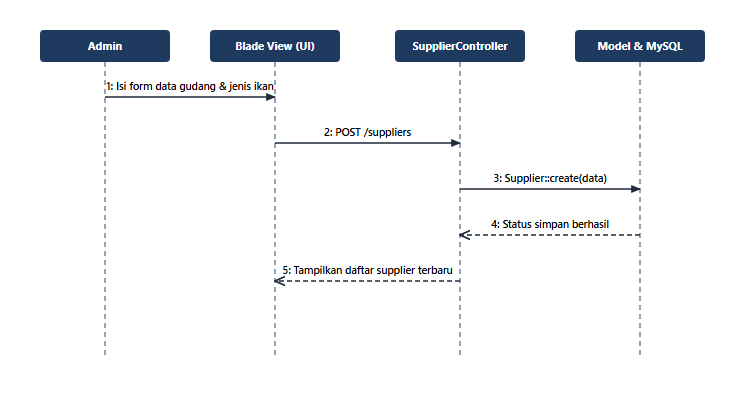 Admin
Blade View (UI)
SupplierController
Model & MySQL
1: Isi form data gudang & jenis ikan
2: POST /suppliers
3: Supplier::create(data)
4: Status simpan berhasil
5: Tampilkan daftar supplier terbaru